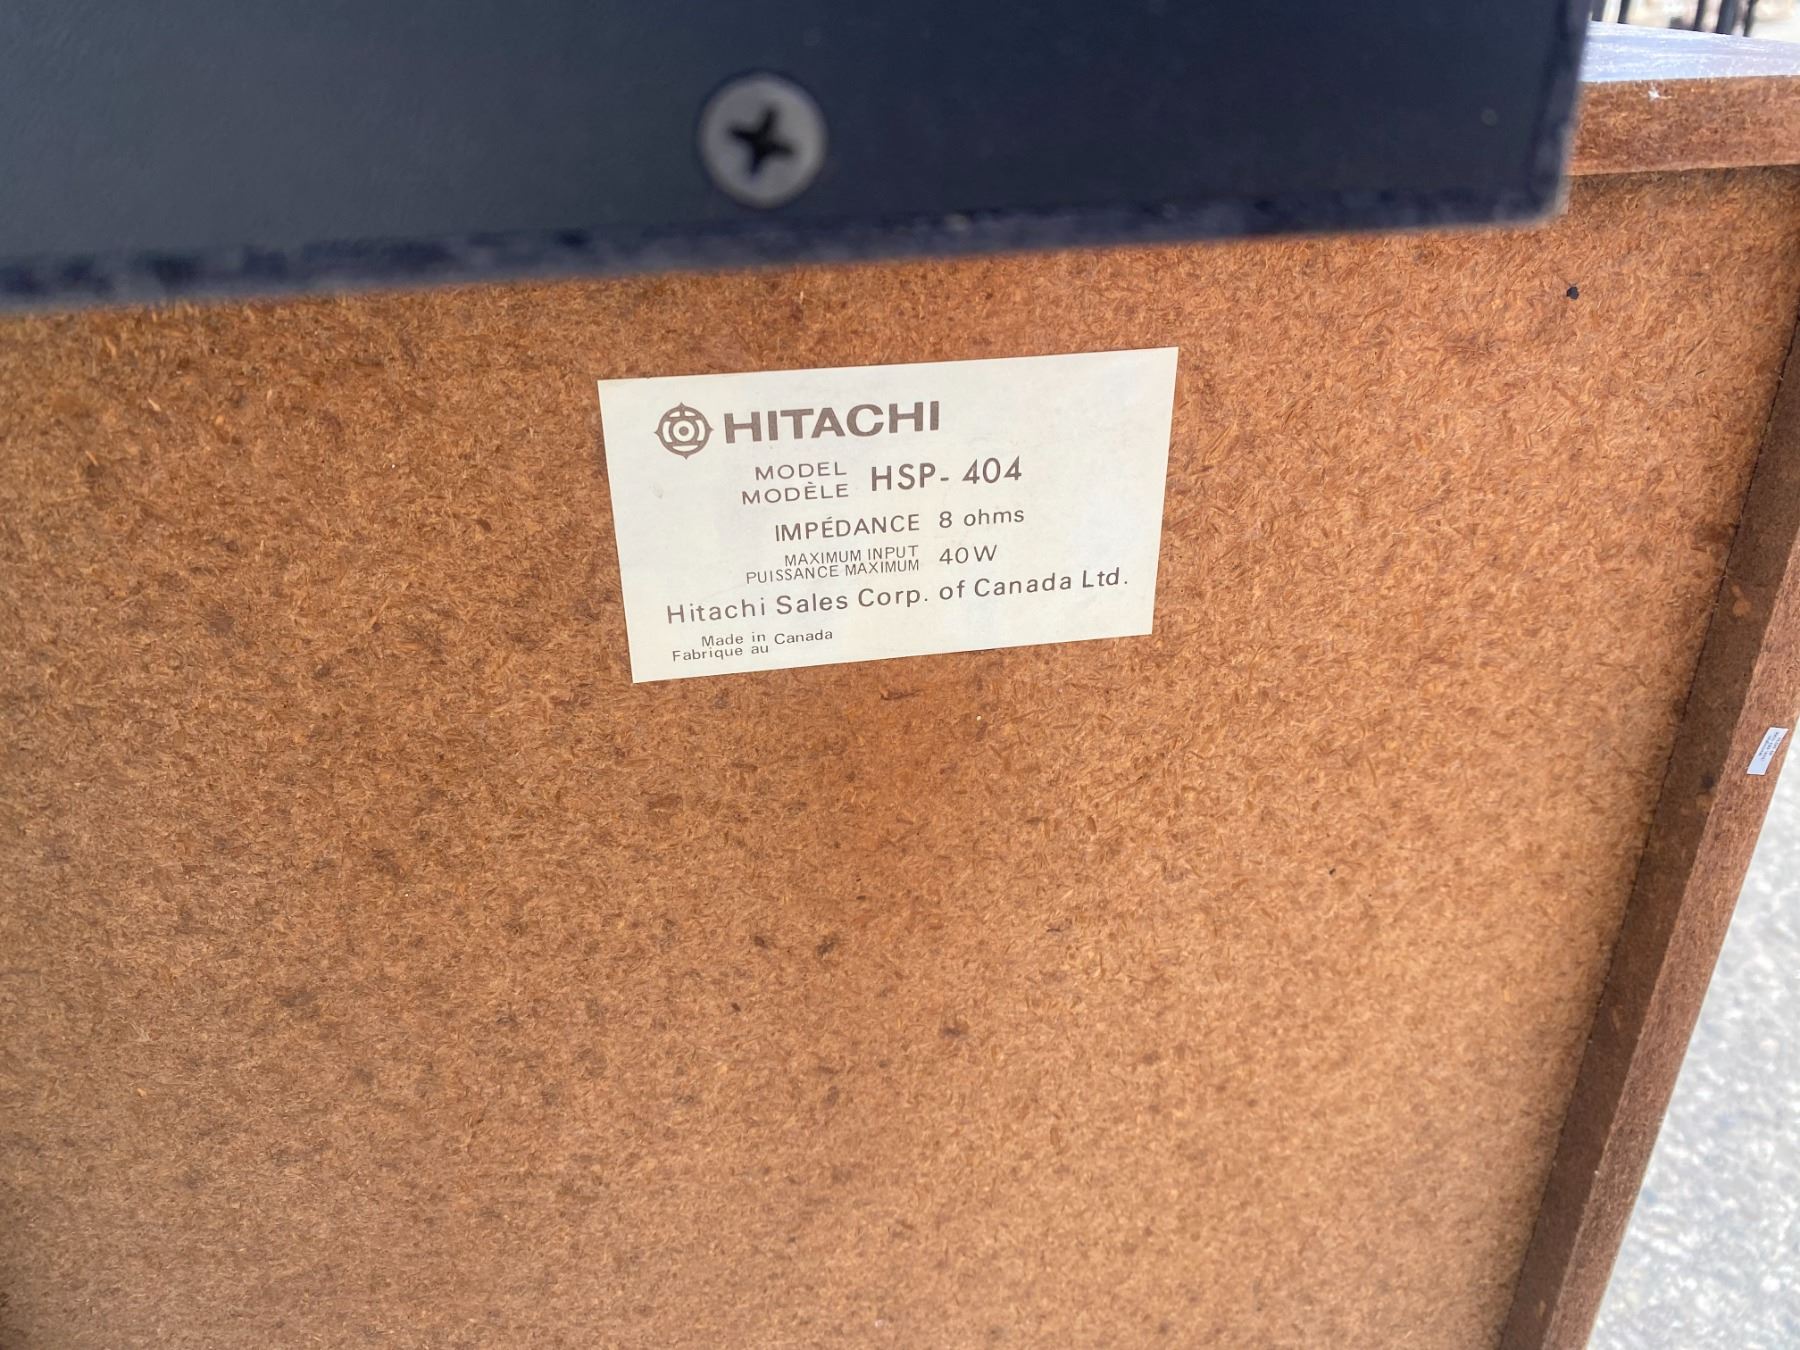 HITACHI
MODEL
MODÈLE HSP- 404
IMPÉDANCE 8 ohms
MAXIMUM INPUT
PUISSANCE MAXIMUM 40W
Hitachi Sales Corp. of Canada Ltd.
Made in
Fabrique au Canada